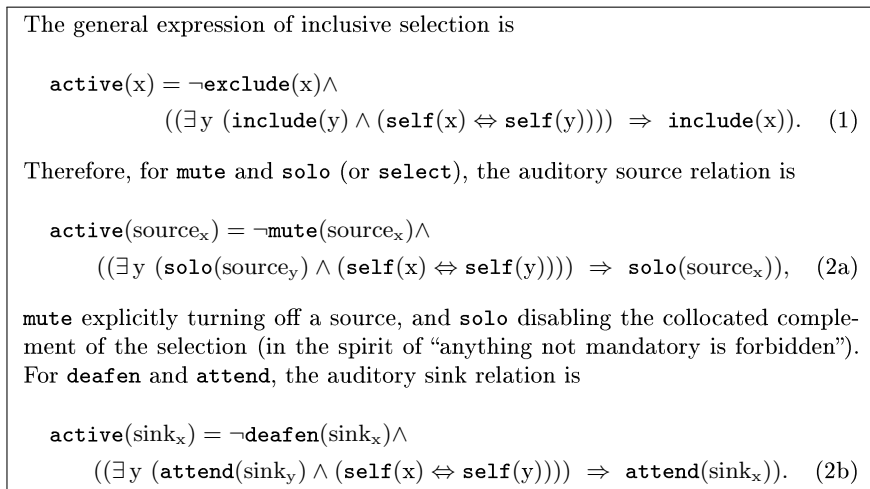 The general expression of inclusive selection is
active(x) = ¬exclude(x)∧
((∃ y (include(y) ∧ (self(x) ⇔ self(y)))) ⇒ include(x)). (1)
Therefore, for mute and solo (or select), the auditory source relation is
active(sourceₓ) = ¬mute(sourceₓ)∧
((∃ y (solo(source_y) ∧ (self(x) ⇔ self(y)))) ⇒ solo(sourceₓ)), (2a)
mute explicitly turning off a source, and solo disabling the collocated comple-
ment of the selection (in the spirit of “anything not mandatory is forbidden”).
For deafen and attend, the auditory sink relation is
active(sinkₓ) = ¬deafen(sinkₓ)∧
((∃ y (attend(sink_y) ∧ (self(x) ⇔ self(y)))) ⇒ attend(sinkₓ)). (2b)